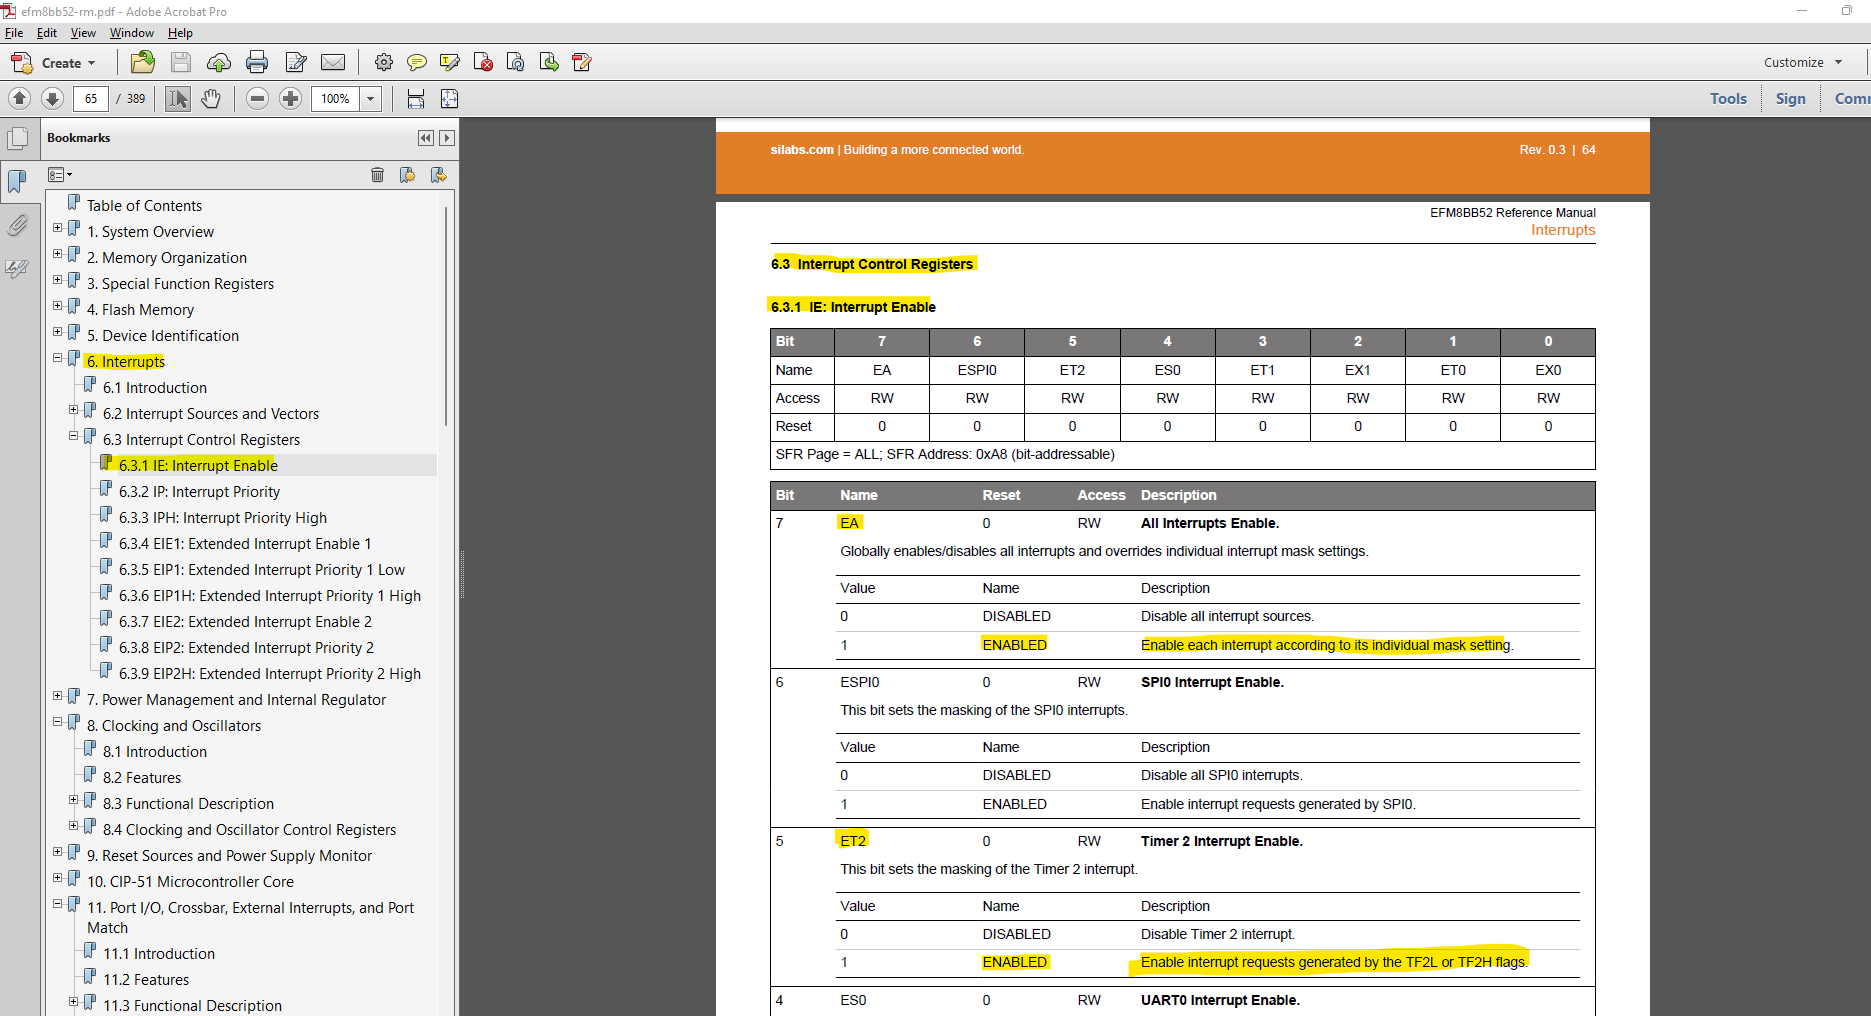 efm8bb52-rm.pdf - Adobe Acrobat Pro
File Edit View Window Help
Create
Customize
65 / 389
100%
Tools Sign Comr
Bookmarks
Table of Contents
1. System Overview
2. Memory Organization
3. Special Function Registers
4. Flash Memory
5. Device Identification
6. Interrupts
6.1 Introduction
6.2 Interrupt Sources and Vectors
6.3 Interrupt Control Registers
6.3.1 IE: Interrupt Enable
6.3.2 IP: Interrupt Priority
6.3.3 IPH: Interrupt Priority High
6.3.4 EIE1: Extended Interrupt Enable 1
6.3.5 EIP1: Extended Interrupt Priority 1 Low
6.3.6 EIP1H: Extended Interrupt Priority 1 High
6.3.7 EIE2: Extended Interrupt Enable 2
6.3.8 EIP2: Extended Interrupt Priority 2
6.3.9 EIP2H: Extended Interrupt Priority 2 High
7. Power Management and Internal Regulator
8. Clocking and Oscillators
8.1 Introduction
8.2 Features
8.3 Functional Description
8.4 Clocking and Oscillator Control Registers
9. Reset Sources and Power Supply Monitor
10. CIP-51 Microcontroller Core
11. Port I/O, Crossbar, External Interrupts, and Port
Match
11.1 Introduction
11.2 Features
11.3 Functional Description
silabs.com | Building a more connected world. Rev. 0.3 | 64
EFM8BB52 Reference Manual
Interrupts
6.3 Interrupt Control Registers
6.3.1 IE: Interrupt Enable
Bit 7 6 5 4 3 2 1 0
Name EA ESPI0 ET2 ES0 ET1 EX1 ET0 EX0
Access RW RW RW RW RW RW RW RW
Reset 0 0 0 0 0 0 0 0
SFR Page = ALL; SFR Address: 0xA8 (bit-addressable)
Bit Name Reset Access Description
7 EA 0 RW All Interrupts Enable.
Globally enables/disables all interrupts and overrides individual interrupt mask settings.
Value Name Description
0 DISABLED Disable all interrupt sources.
1 ENABLED Enable each interrupt according to its individual mask setting.
6 ESPI0 0 RW SPI0 Interrupt Enable.
This bit sets the masking of the SPI0 interrupts.
Value Name Description
0 DISABLED Disable all SPI0 interrupts.
1 ENABLED Enable interrupt requests generated by SPI0.
5 ET2 0 RW Timer 2 Interrupt Enable.
This bit sets the masking of the Timer 2 interrupt.
Value Name Description
0 DISABLED Disable Timer 2 interrupt.
1 ENABLED Enable interrupt requests generated by the TF2L or TF2H flags.
4 ES0 0 RW UART0 Interrupt Enable.